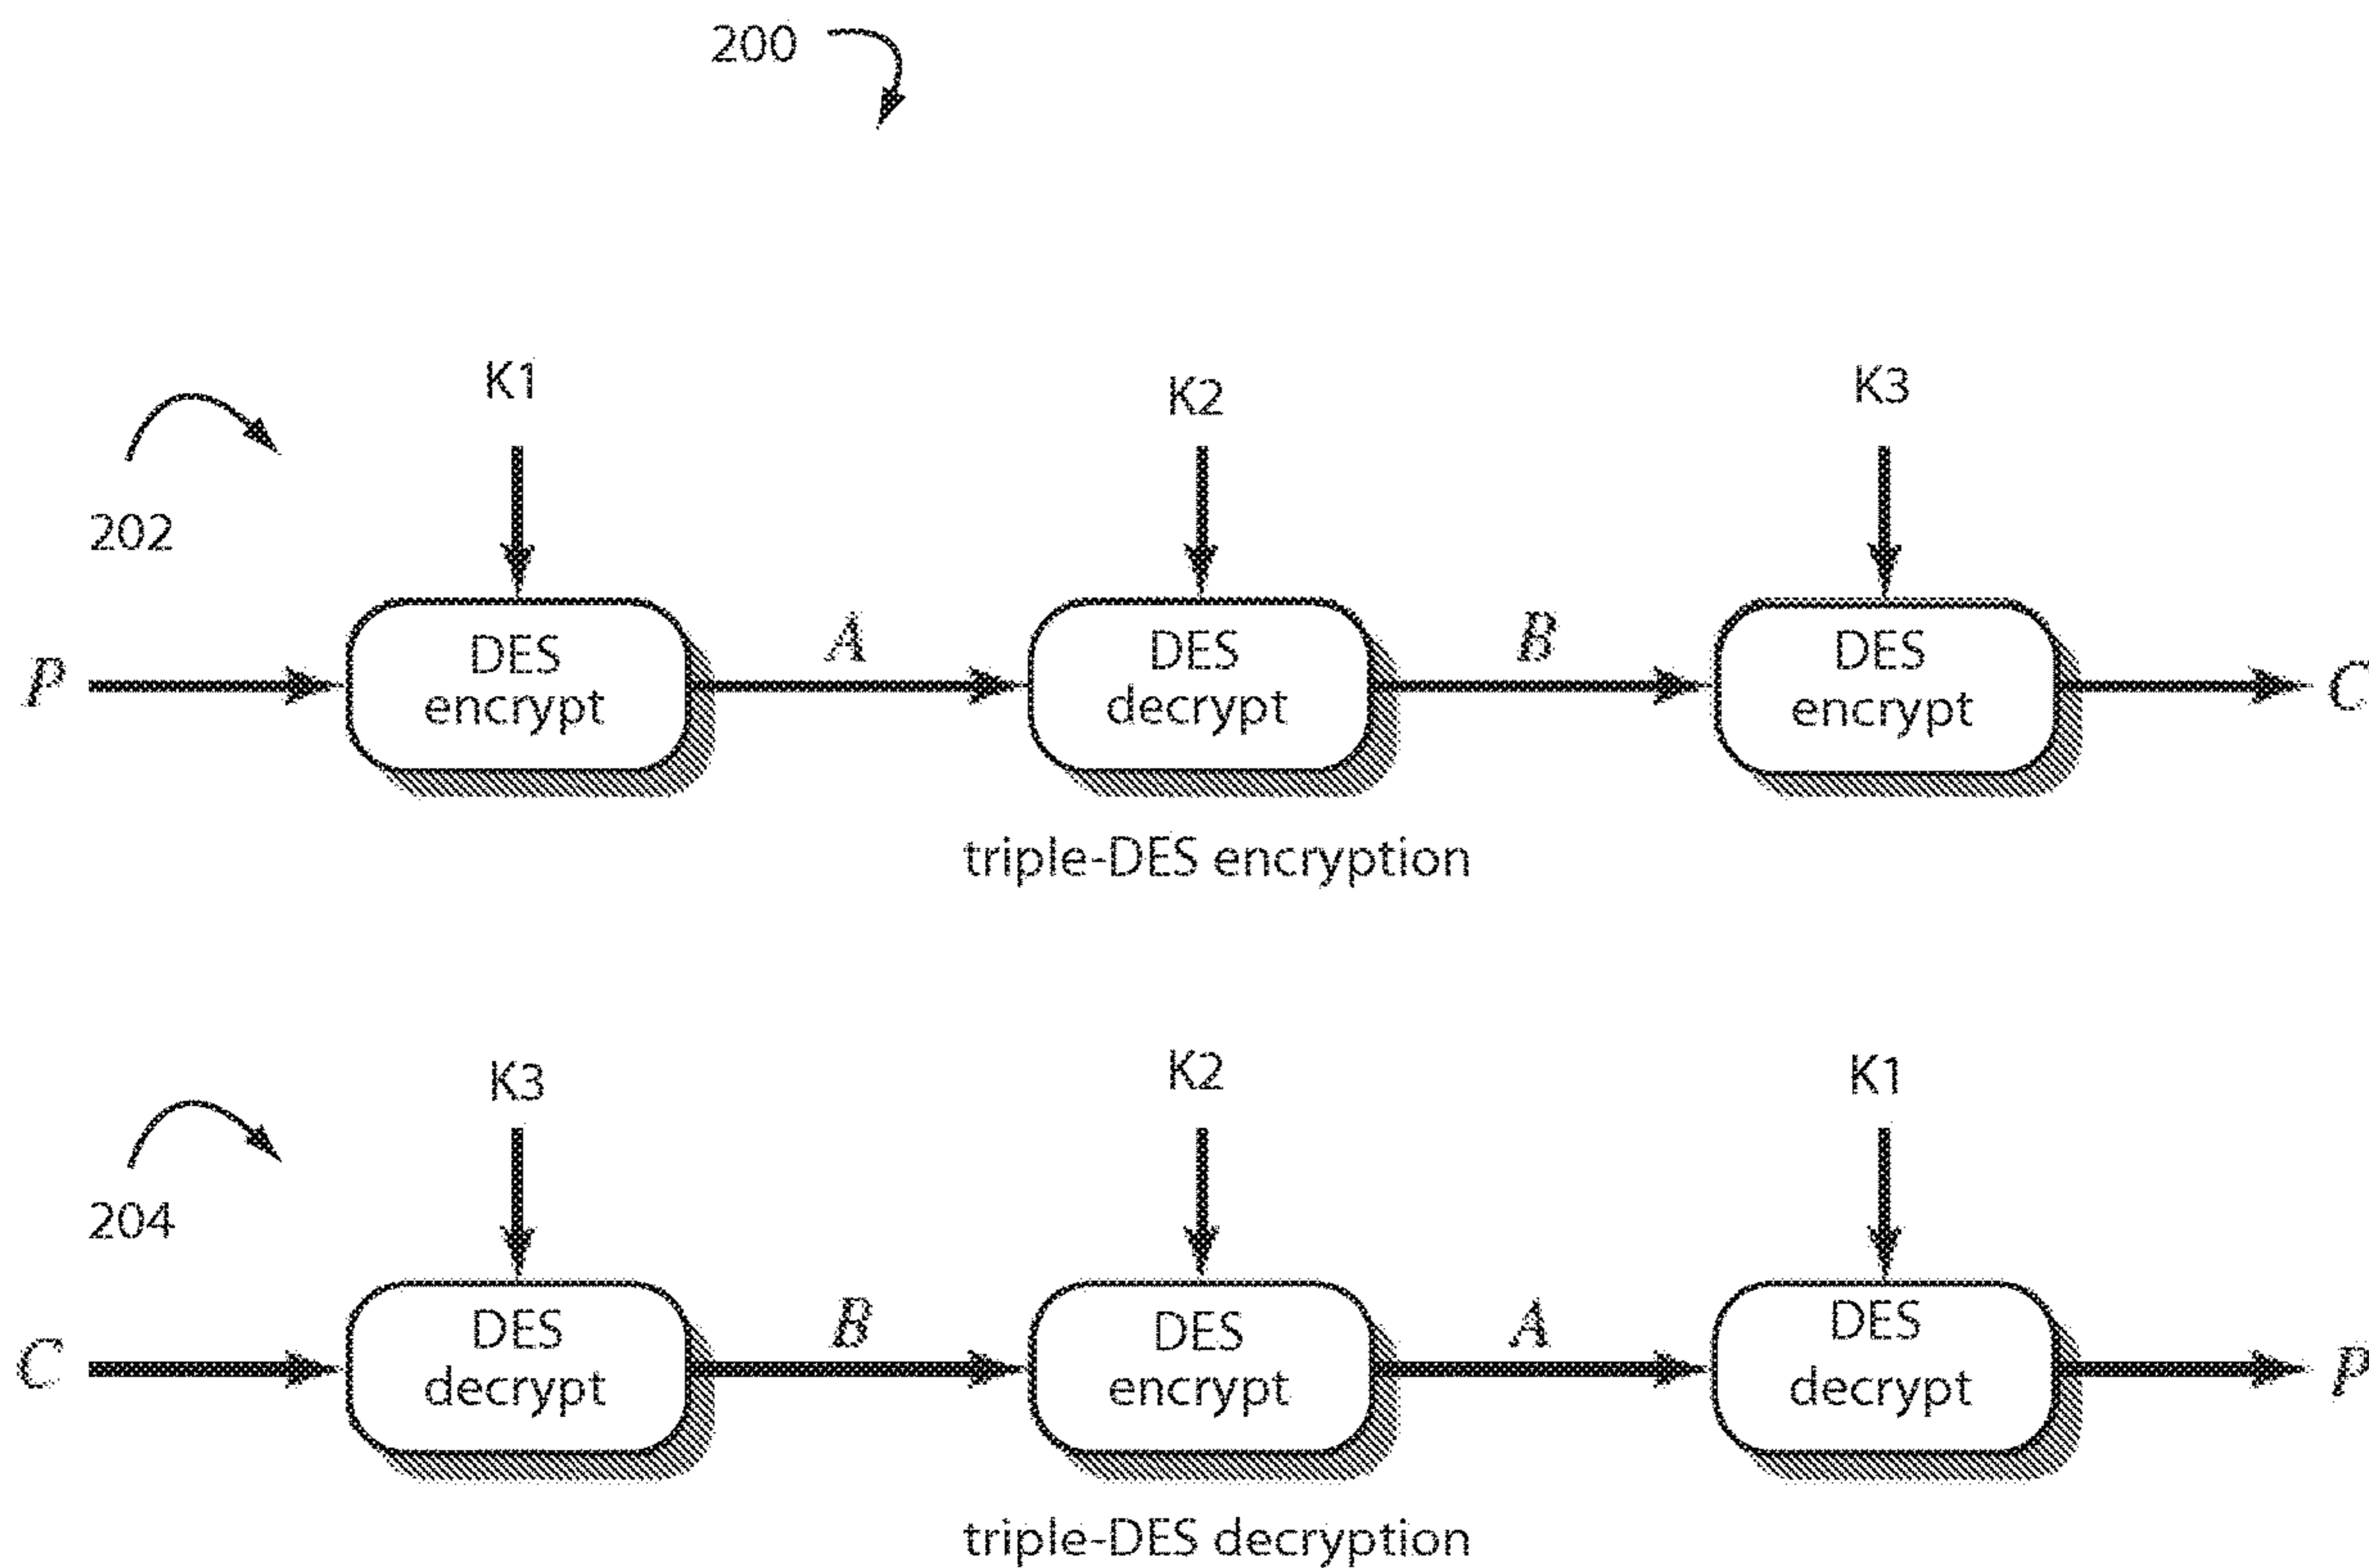 200
K1
K2
K3
202
P
DES
encrypt
A
DES
decrypt
B
DES
encrypt
C
triple-DES encryption
K3
K2
K1
204
C
DES
decrypt
B
DES
encrypt
A
DES
decrypt
P
triple-DES decryption